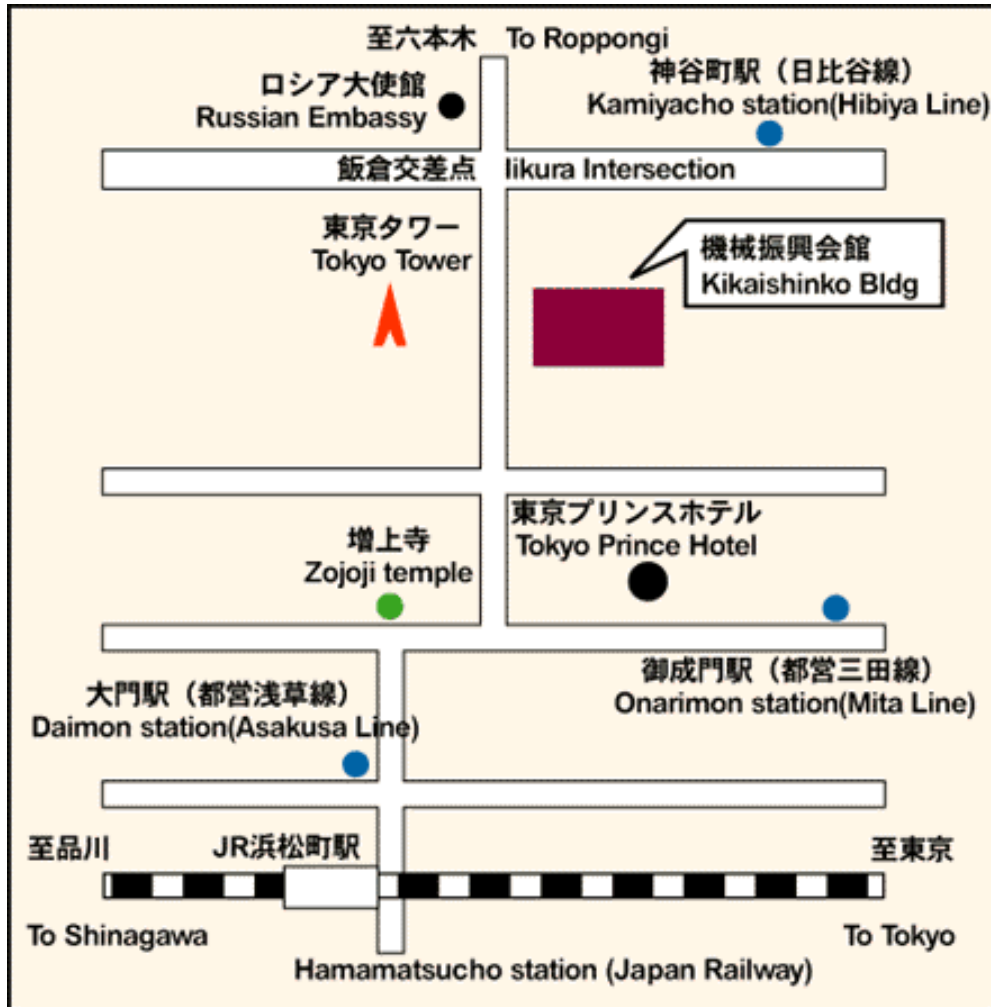 至六本木 To Roppongi
ロシア大使館
Russian Embassy
神谷町駅（日比谷線）
Kamiyacho station(Hibiya Line)
飯倉交差点 Iikura Intersection
東京タワー
Tokyo Tower
機械振興会館
Kikaishinko Bldg
東京プリンスホテル
Tokyo Prince Hotel
増上寺
Zojoji temple
御成門駅（都営三田線）
Onarimon station(Mita Line)
大門駅（都営浅草線）
Daimon station(Asakusa Line)
至品川
JR浜松町駅
至東京
To Shinagawa
To Tokyo
Hamamatsucho station (Japan Railway)